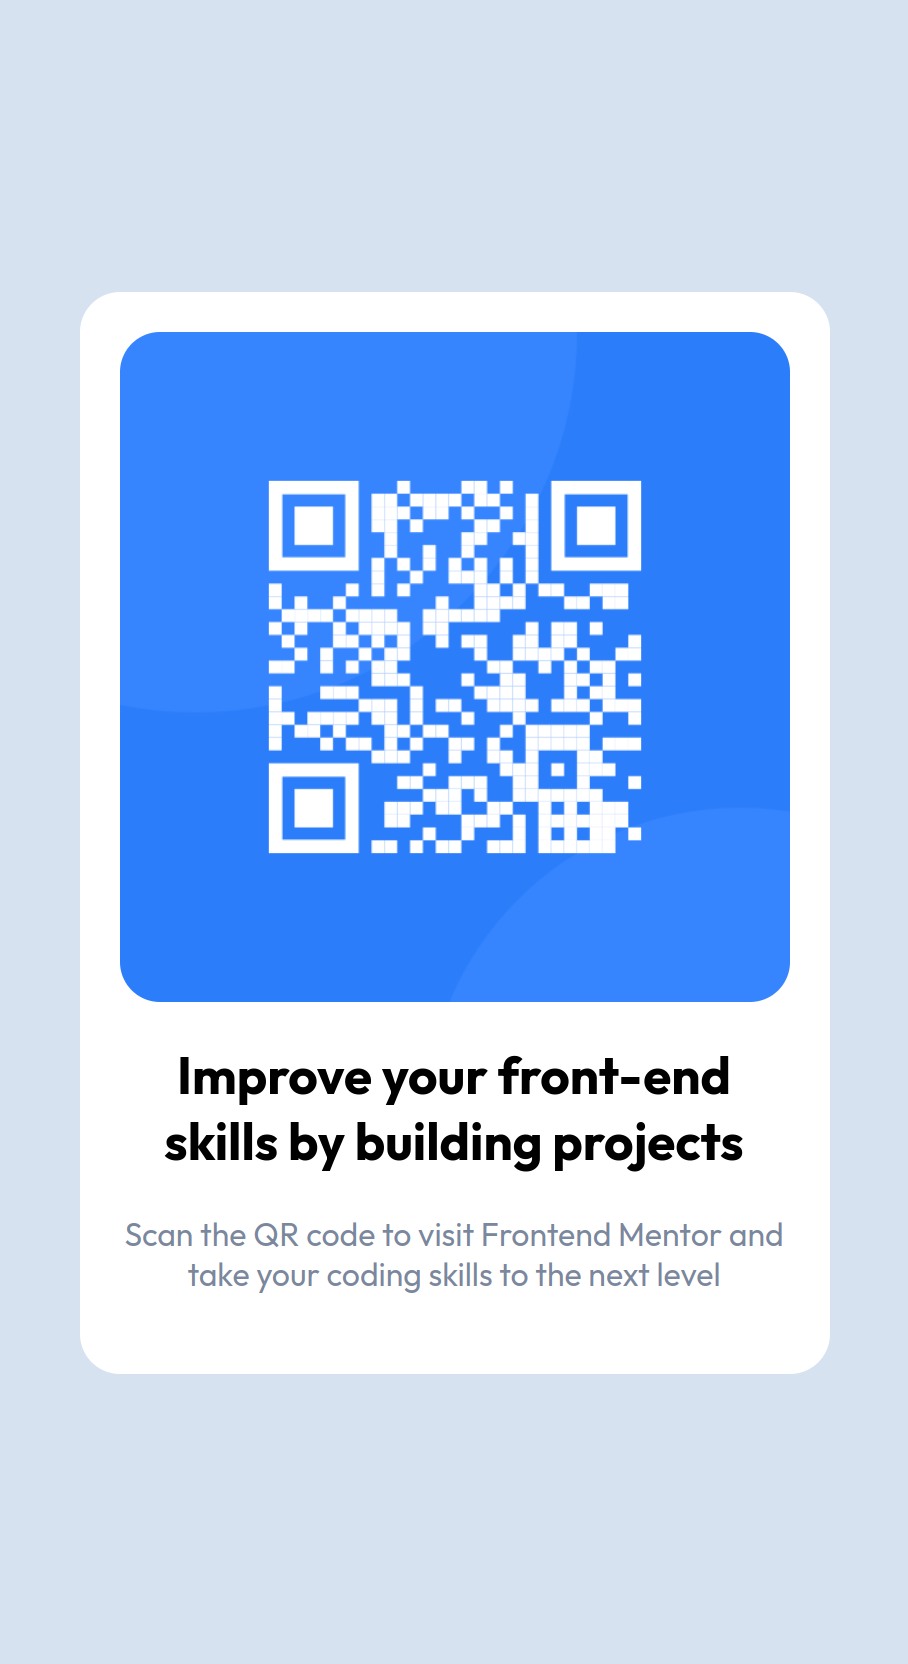 Improve your front-end
skills by building projects
Scan the QR code to visit Frontend Mentor and
take your coding skills to the next level